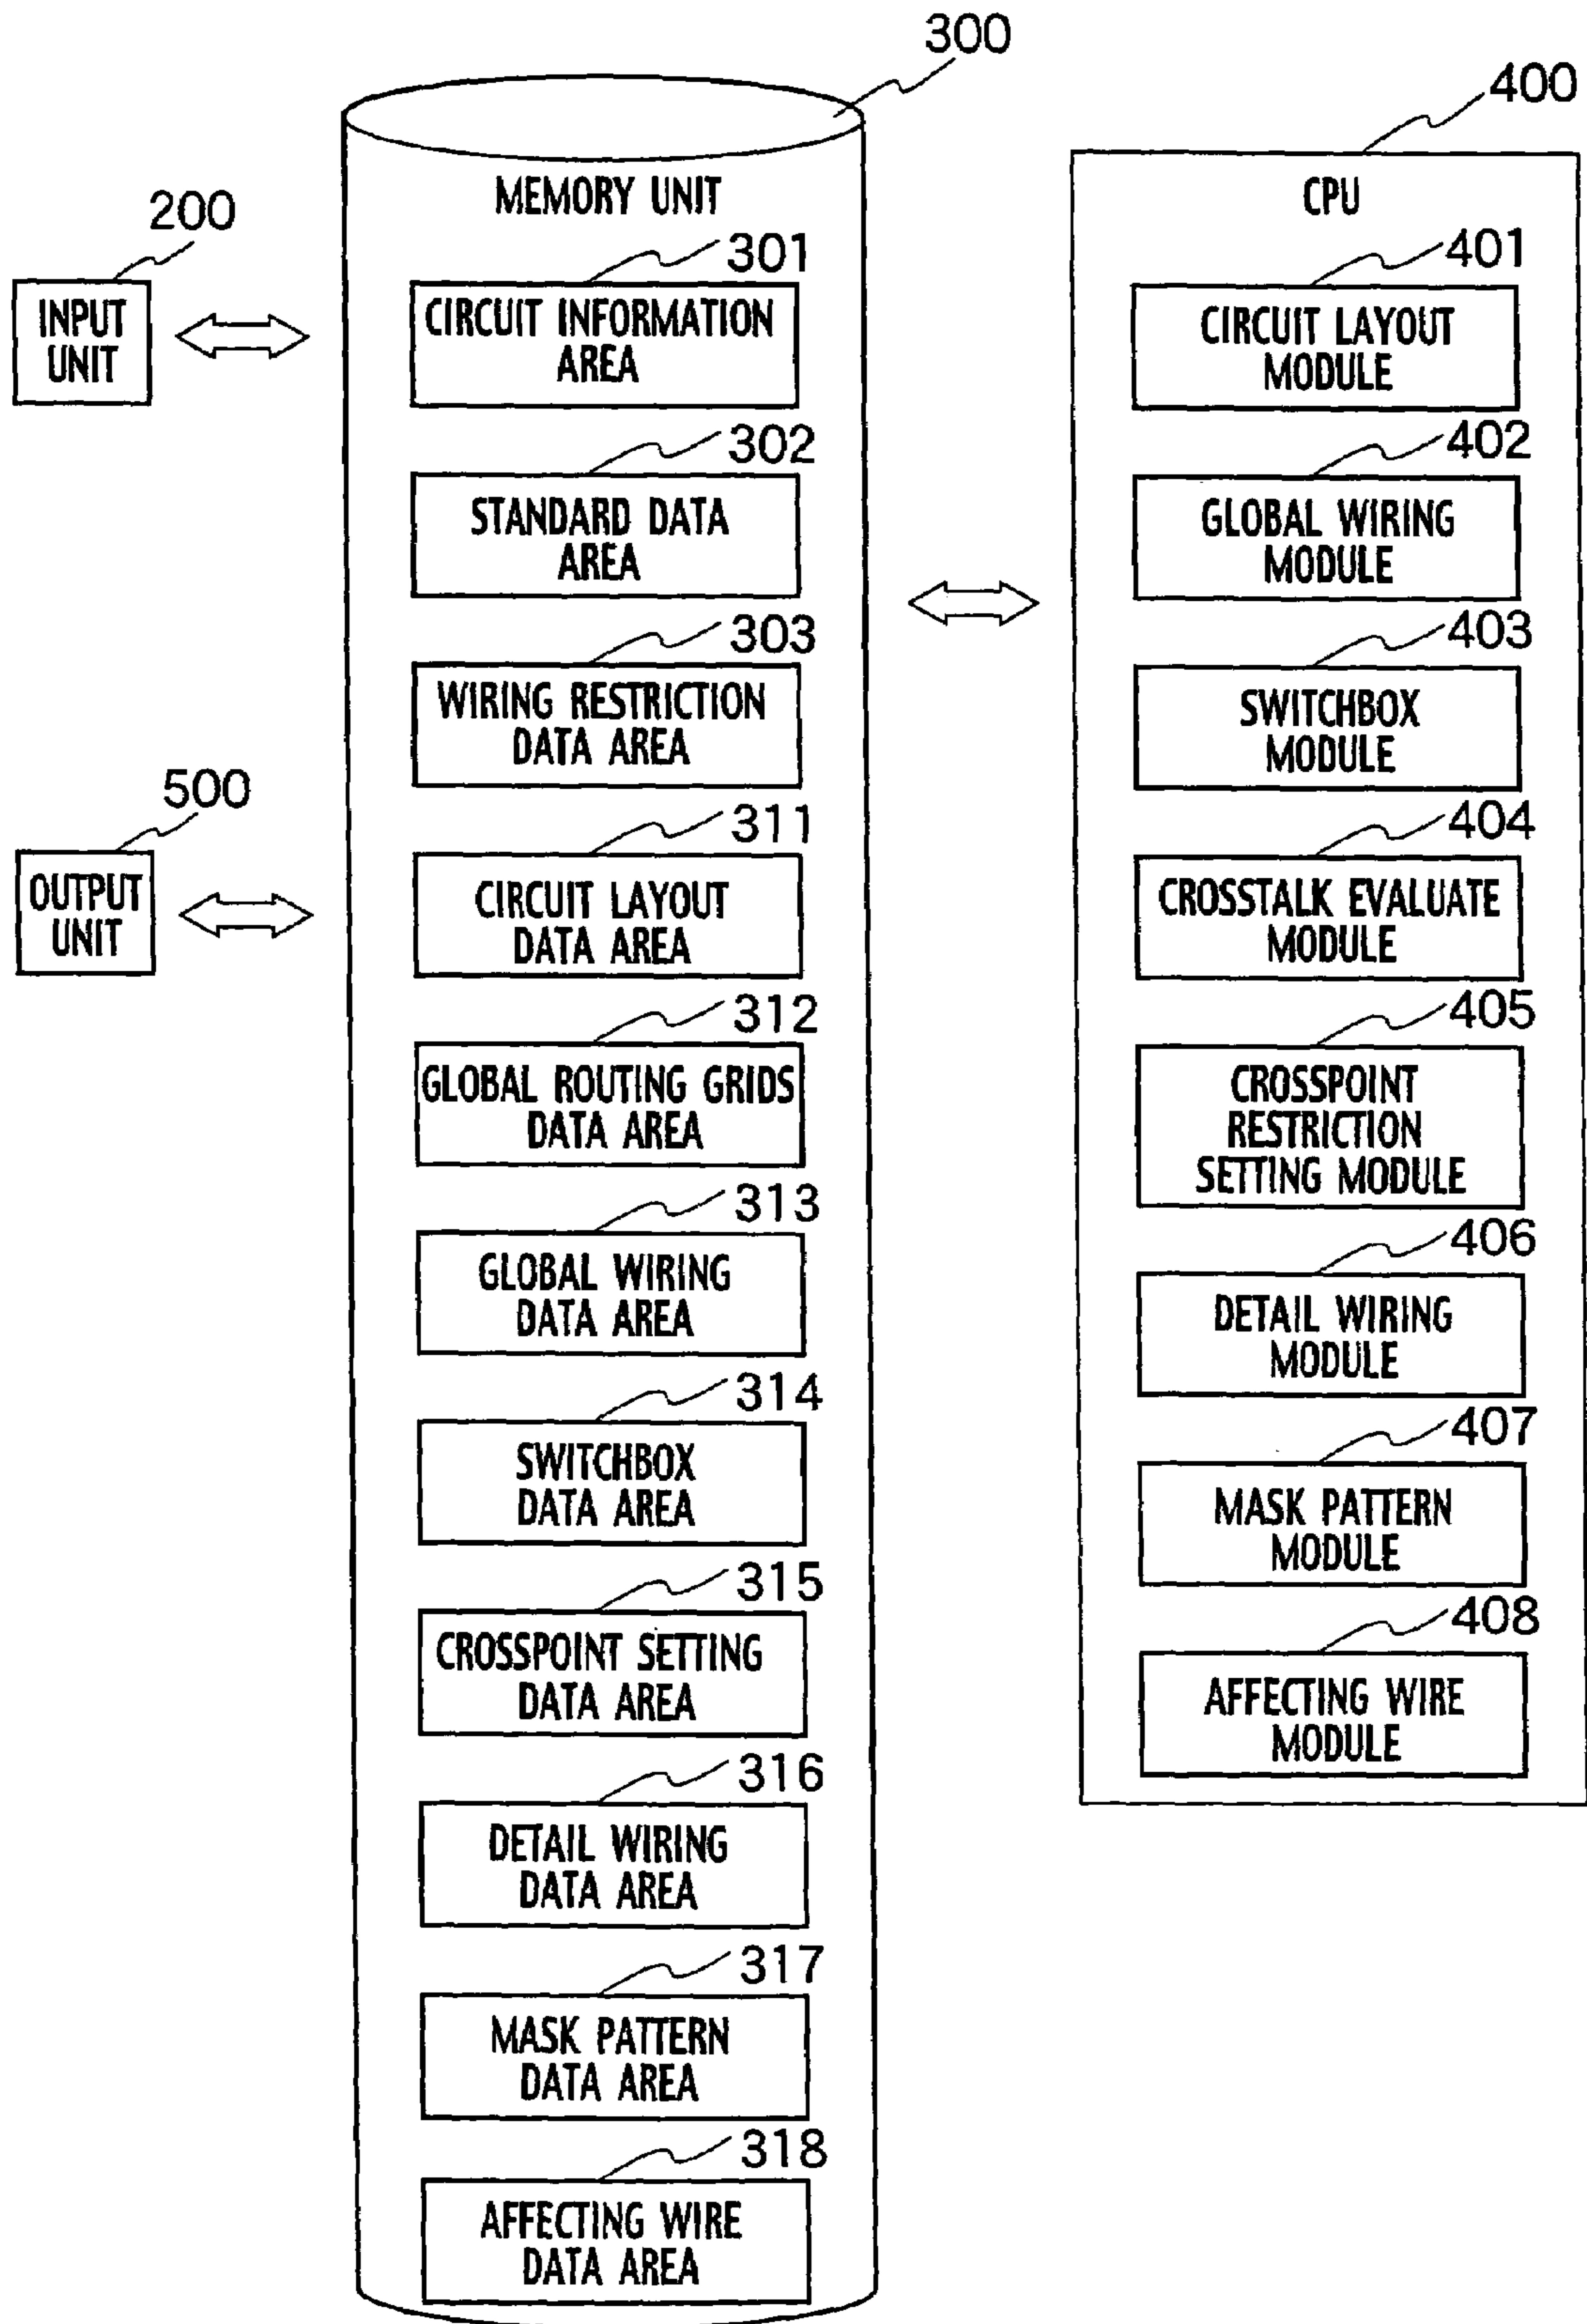 300
400
MEMORY UNIT
CPU
200
INPUT
UNIT
301
CIRCUIT INFORMATION
AREA
302
STANDARD DATA
AREA
303
WIRING RESTRICTION
DATA AREA
500
OUTPUT
UNIT
311
CIRCUIT LAYOUT
DATA AREA
312
GLOBAL ROUTING GRIDS
DATA AREA
313
GLOBAL WIRING
DATA AREA
314
SWITCHBOX
DATA AREA
315
CROSSPOINT SETTING
DATA AREA
316
DETAIL WIRING
DATA AREA
317
MASK PATTERN
DATA AREA
318
AFFECTING WIRE
DATA AREA
401
CIRCUIT LAYOUT
MODULE
402
GLOBAL WIRING
MODULE
403
SWITCHBOX
MODULE
404
CROSSTALK EVALUATE
MODULE
405
CROSSPOINT
RESTRICTION
SETTING MODULE
406
DETAIL WIRING
MODULE
407
MASK PATTERN
MODULE
408
AFFECTING WIRE
MODULE